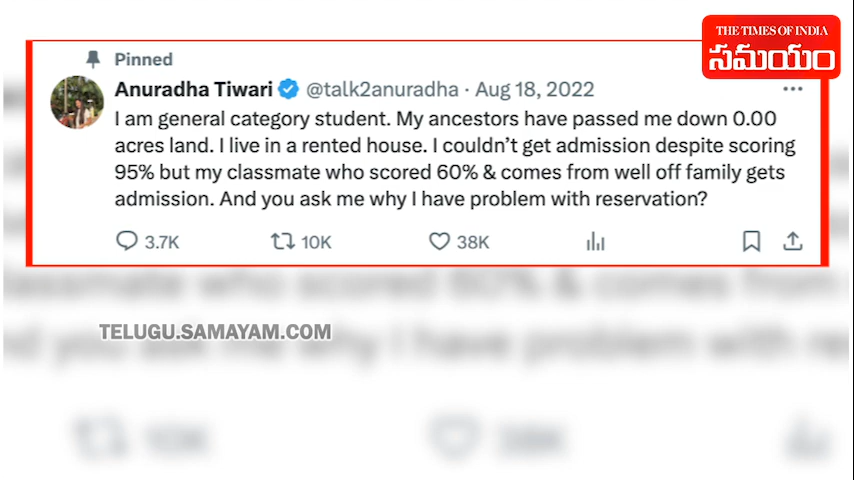 THE TIMES OF INDIA
సమయం
Pinned
Anuradha Tiwari @talk2anuradha · Aug 18, 2022
I am general category student. My ancestors have passed me down 0.00
acres land. I live in a rented house. I couldn't get admission despite scoring
95% but my classmate who scored 60% & comes from well off family gets
admission. And you ask me why I have problem with reservation?
3.7K 10K 38K
TELUGU.SAMAYAM.COM
10K 38K